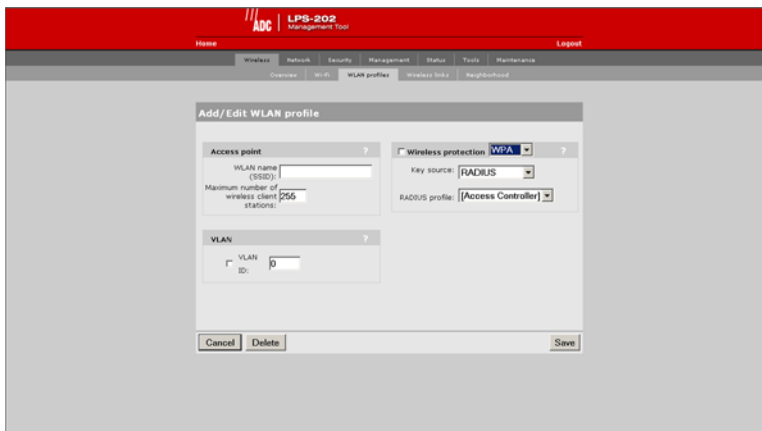 ADC LPS-202
Management Tool
Home Logout
Wireless Network Security Management Status Tools Maintenance
Overview Wi-Fi WLAN profiles Wireless links Neighborhood
Add/Edit WLAN profile
Access point ?
WLAN name
(SSID):
Maximum number of
wireless client 255
stations:
Wireless protection WPA ?
Key source: RADIUS
RADIUS profile: [Access Controller]
VLAN ?
VLAN
ID: 0
Cancel Delete Save